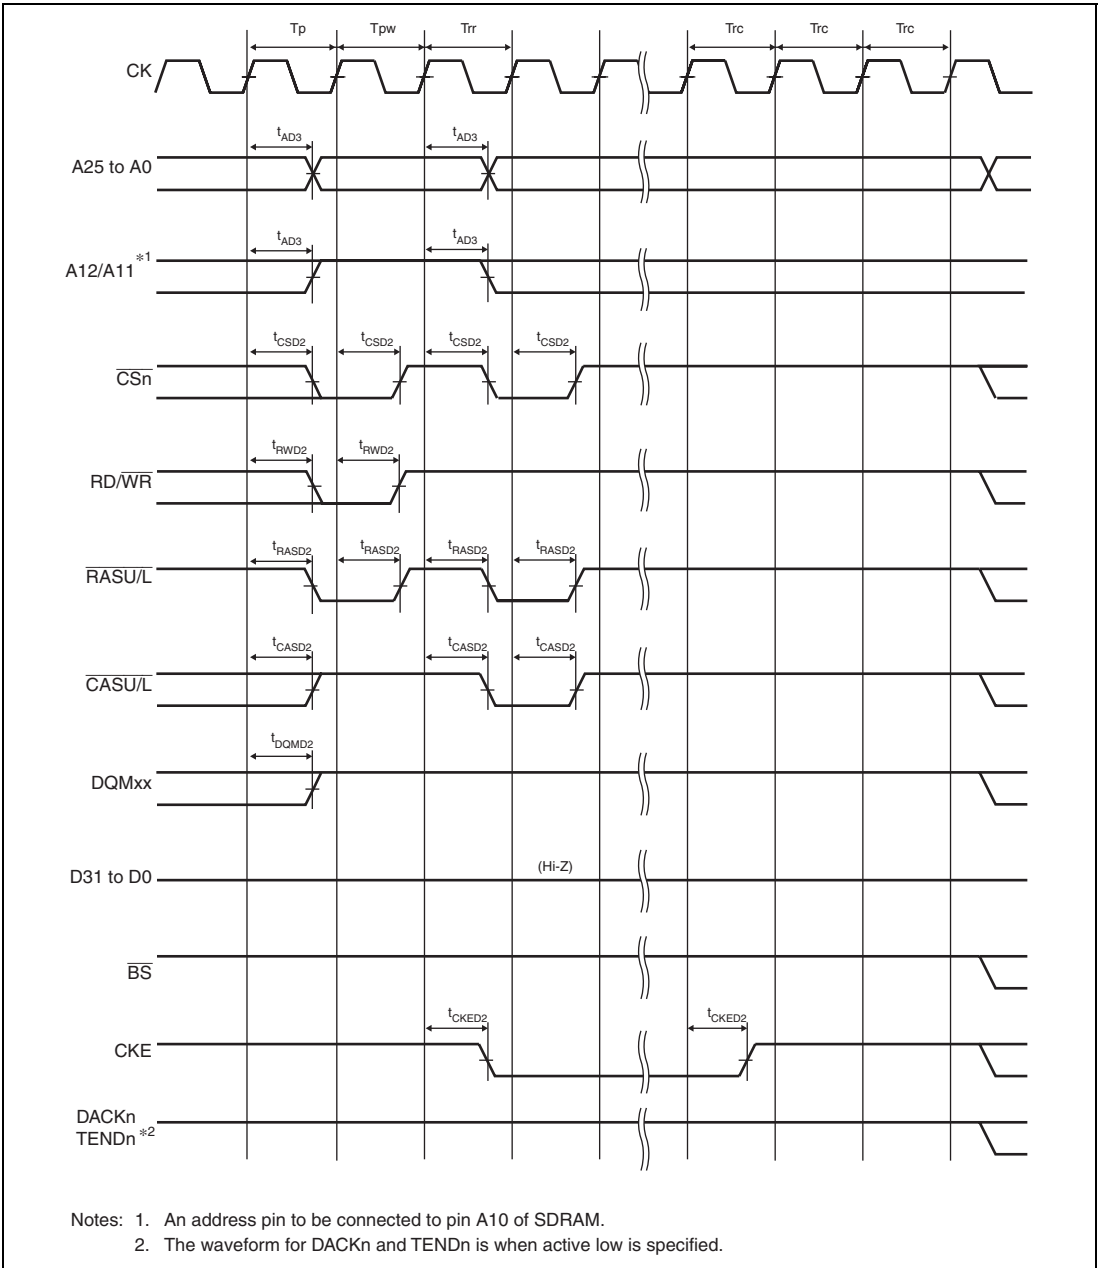 Tp Tpw Trr Trc Trc Trc
CK
tAD3 tAD3
A25 to A0
tAD3 tAD3
A12/A11 *1
tCSD2 tCSD2 tCSD2 tCSD2
CSn
tRWD2 tRWD2
RD/WR
tRASD2 tRASD2 tRASD2 tRASD2
RASU/L
tCASD2 tCASD2 tCASD2
CASU/L
tDQMD2
DQMxx
(Hi-Z)
D31 to D0
BS
tCKED2 tCKED2
CKE
DACKn
TENDn *2
Notes: 1. An address pin to be connected to pin A10 of SDRAM.
2. The waveform for DACKn and TENDn is when active low is specified.